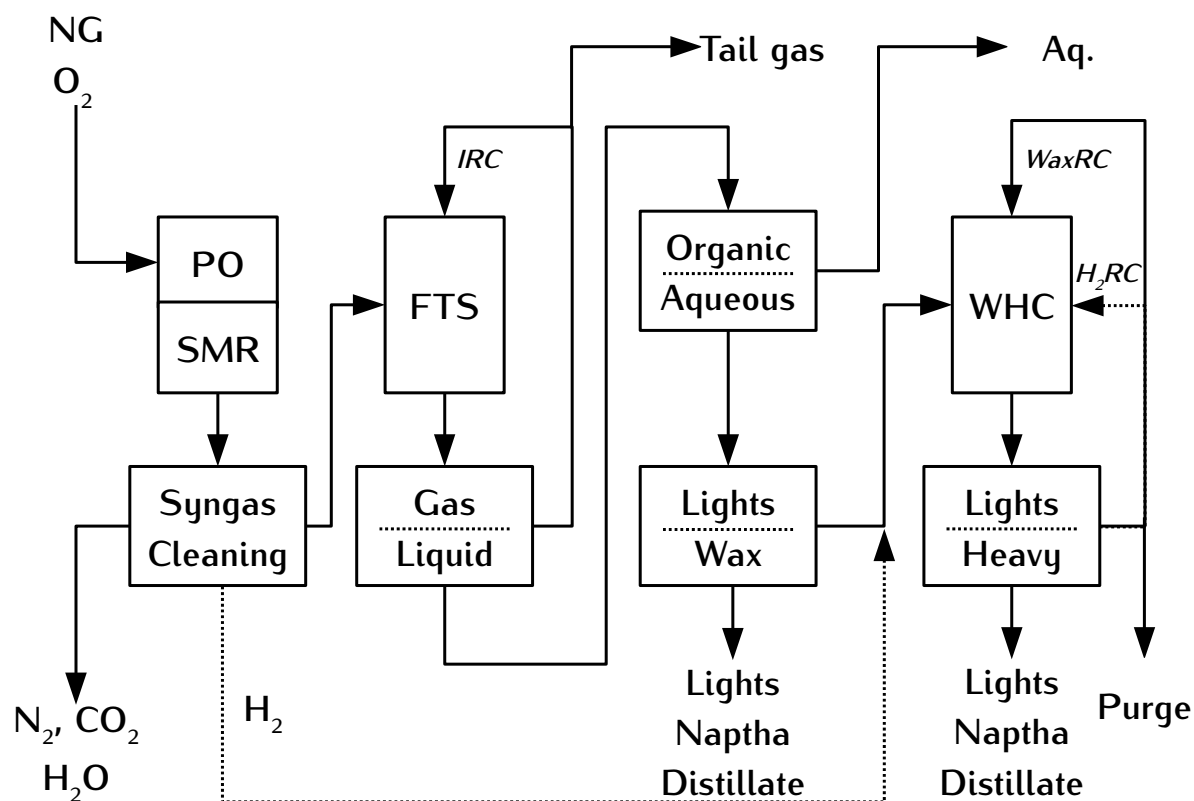 NG
O₂
Tail gas
Aq.
IRC
WaxRC
PO
SMR
FTS
Organic
Aqueous
WHC
H₂RC
Syngas
Cleaning
Gas
Liquid
Lights
Wax
Lights
Heavy
N₂, CO₂
H₂O
H₂
Lights
Naptha
Distillate
Lights
Naptha
Distillate
Purge